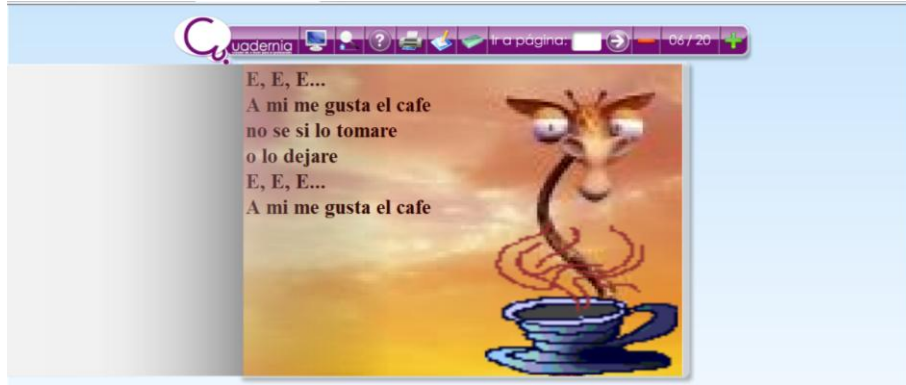 Cuadernia Ir a página: 06/20
E, E, E...
A mi me gusta el cafe
no se si lo tomare
o lo dejare
E, E, E...
A mi me gusta el cafe